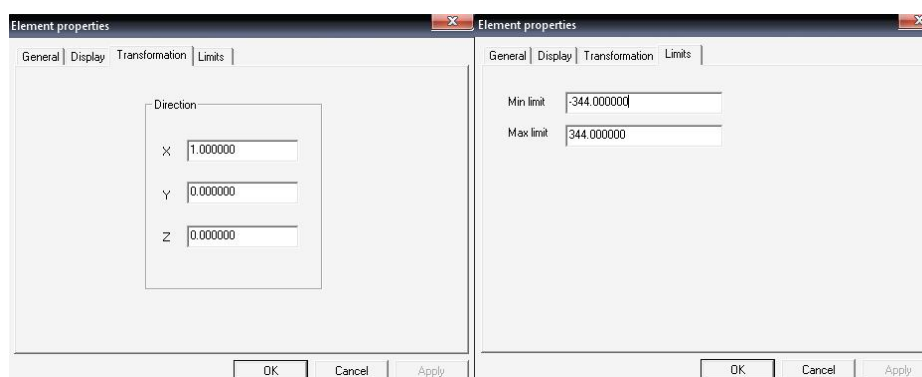 Element properties
General Display Transformation Limits
Direction
X 1.000000
Y 0.000000
Z 0.000000
OK Cancel Apply
Element properties
General Display Transformation Limits
Min limit -344.000000
Max limit 344.000000
OK Cancel Apply